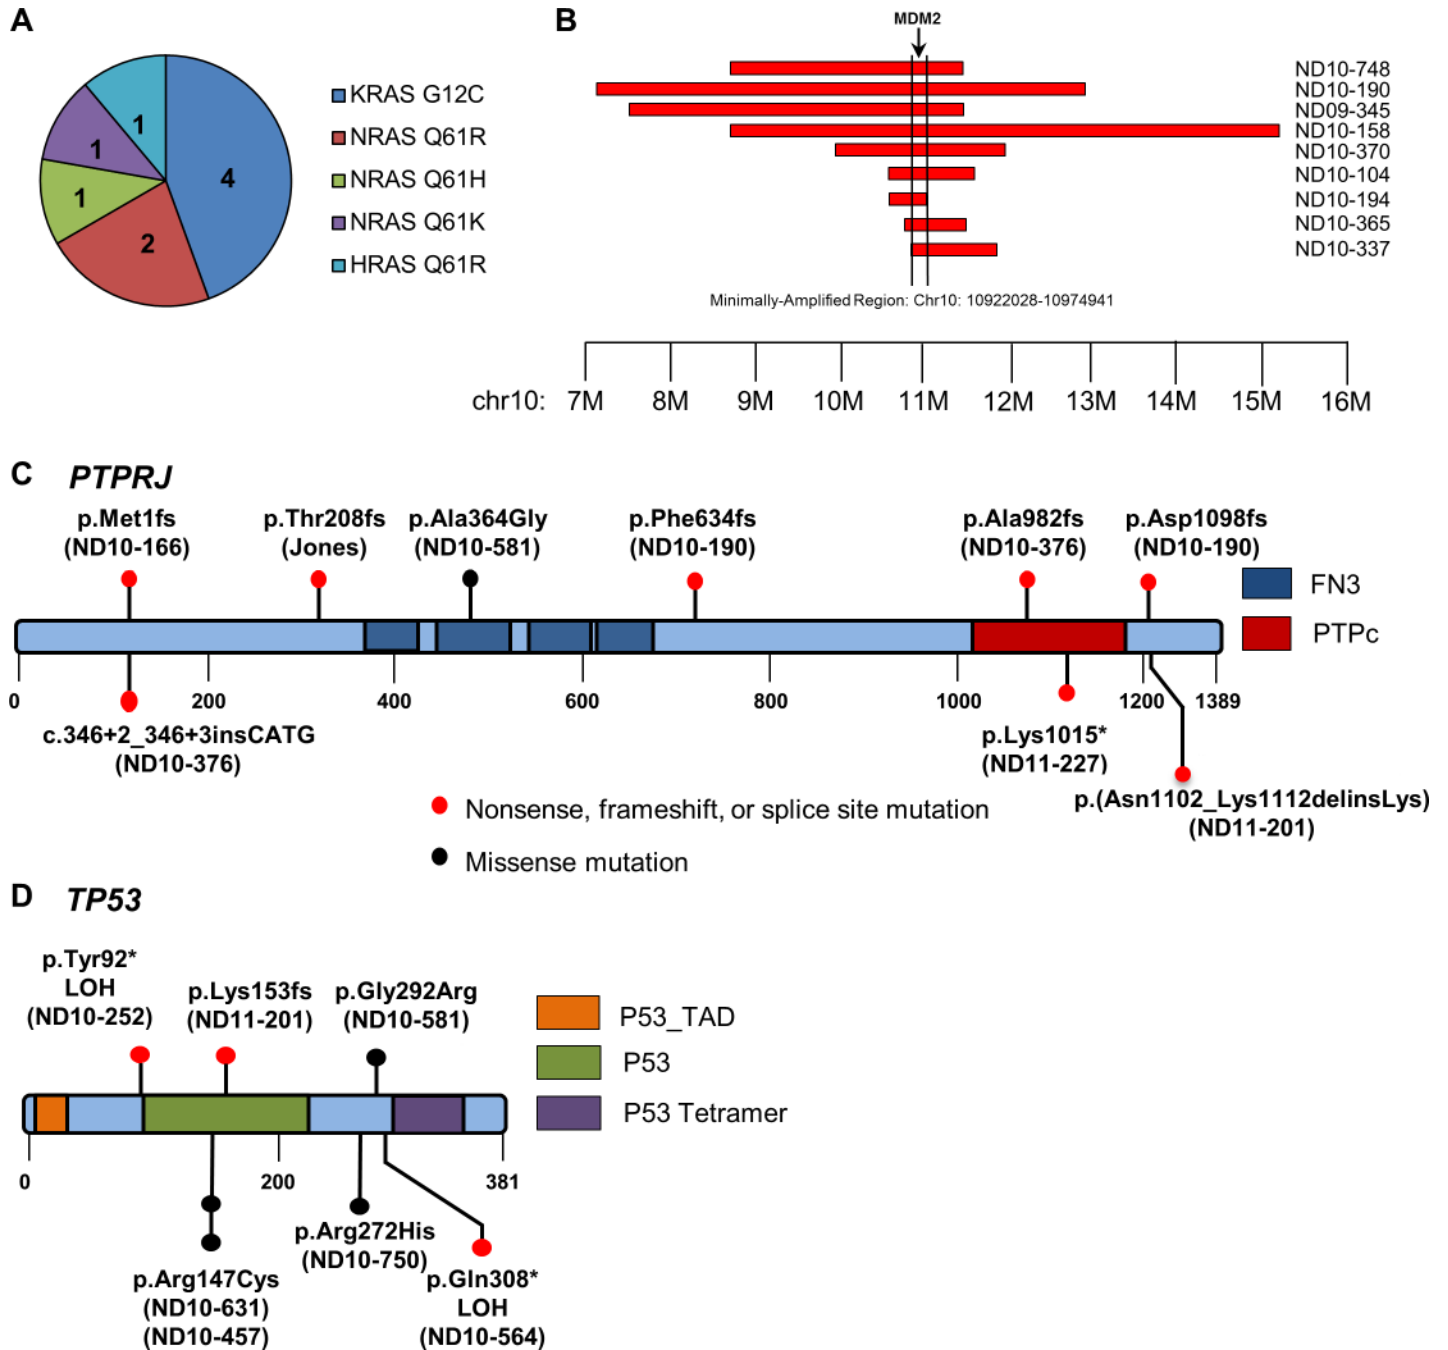 A
4
2
1
1
1
KRAS G12C
NRAS Q61R
NRAS Q61H
NRAS Q61K
HRAS Q61R
B
MDM2
ND10-748
ND10-190
ND09-345
ND10-158
ND10-370
ND10-104
ND10-194
ND10-365
ND10-337
Minimally-Amplified Region: Chr10: 10922028-10974941
chr10: 7M 8M 9M 10M 11M 12M 13M 14M 15M 16M
C PTPRJ
p.Met1fs
(ND10-166)
p.Thr208fs
(Jones)
p.Ala364Gly
(ND10-581)
p.Phe634fs
(ND10-190)
p.Ala982fs
(ND10-376)
p.Asp1098fs
(ND10-190)
FN3
PTPc
0 200 400 600 800 1000 1200 1389
c.346+2_346+3insCATG
(ND10-376)
p.Lys1015*
(ND11-227)
p.(Asn1102_Lys1112delinsLys)
(ND11-201)
Nonsense, frameshift, or splice site mutation
Missense mutation
D TP53
p.Tyr92*
LOH
(ND10-252)
p.Lys153fs
(ND11-201)
p.Gly292Arg
(ND10-581)
P53_TAD
P53
P53 Tetramer
0 200 381
p.Arg147Cys
(ND10-631)
(ND10-457)
p.Arg272His
(ND10-750)
p.Gln308*
LOH
(ND10-564)